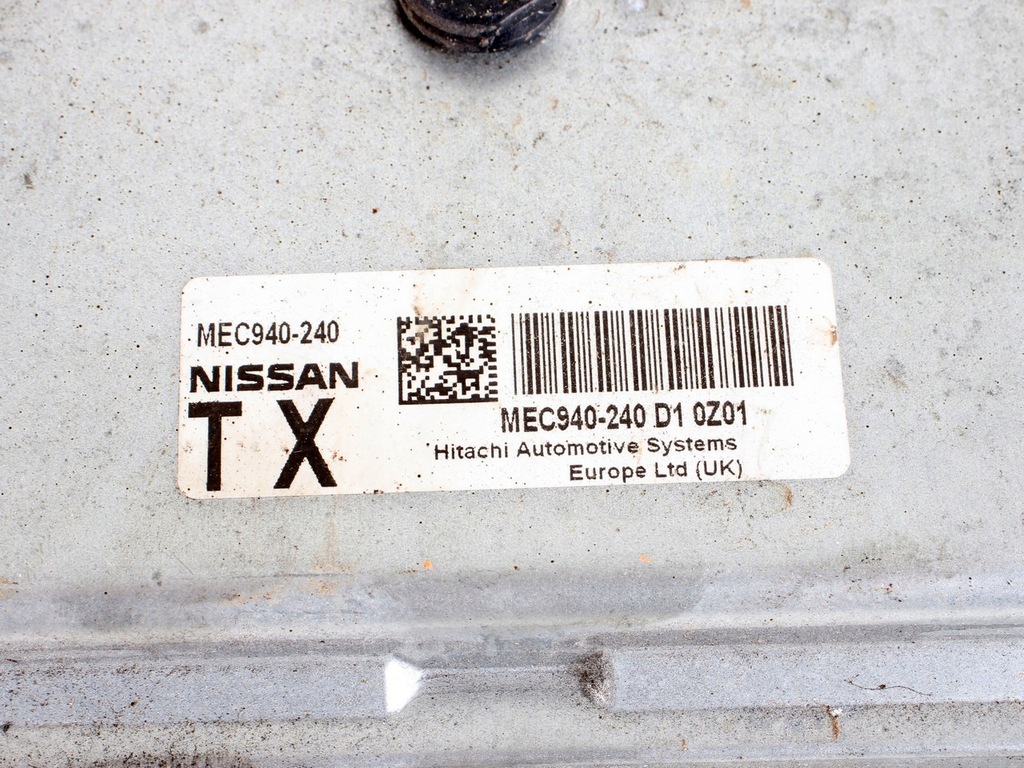 MEC940-240
NISSAN
TX
MEC940-240 D1 0Z01
Hitachi Automotive Systems
Europe Ltd (UK)